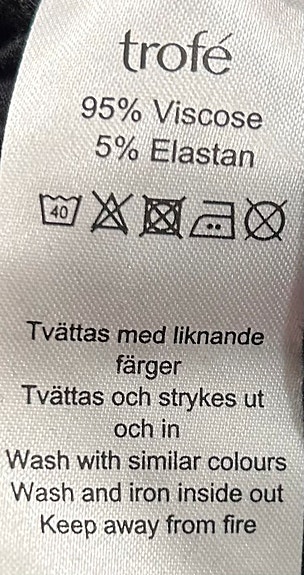 trofé
95% Viscose
5% Elastan
40
Tvättas med liknande
färger
Tvättas och strykes ut
och in
Wash with similar colours
Wash and iron inside out
Keep away from fire